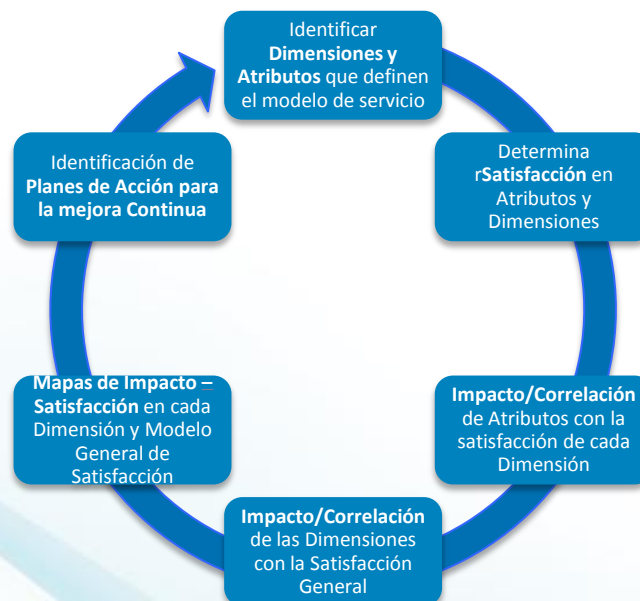 Identificar
Dimensiones y
Atributos que definen
el modelo de servicio
Determina
rSatisfacción en
Atributos y
Dimensiones
Impacto/Correlación
de Atributos con la
satisfacción de cada
Dimensión
Impacto/Correlación
de las Dimensiones
con la Satisfacción
General
Mapas de Impacto –
Satisfacción en cada
Dimensión y Modelo
General de
Satisfacción
Identificación de
Planes de Acción para
la mejora Continua